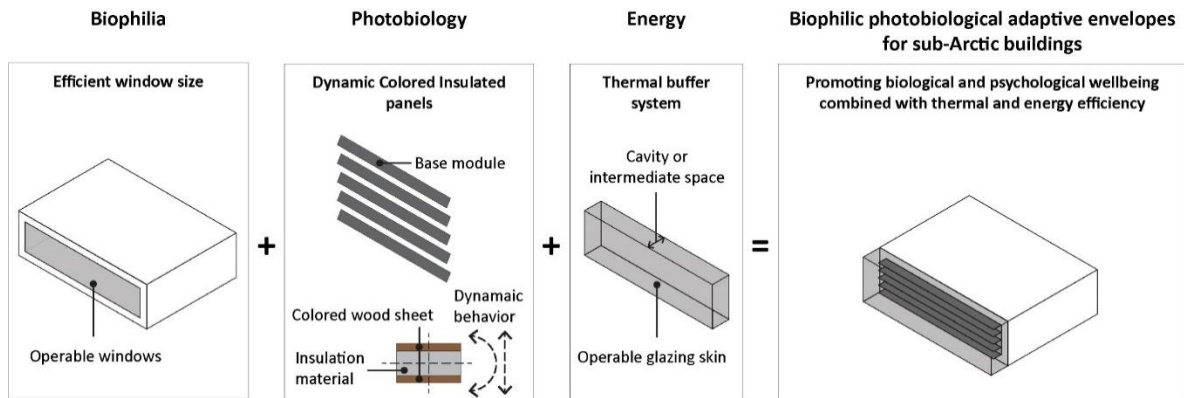 Biophilia
Photobiology
Energy
Biophilic photobiological adaptive envelopes
for sub-Arctic buildings
Efficient window size
Operable windows
+
Dynamic Colored Insulated
panels
Base module
Colored wood sheet
Dynamaic
behavior
Insulation
material
+
Thermal buffer
system
Cavity or
intermediate space
Operable glazing skin
=
Promoting biological and psychological wellbeing
combined with thermal and energy efficiency